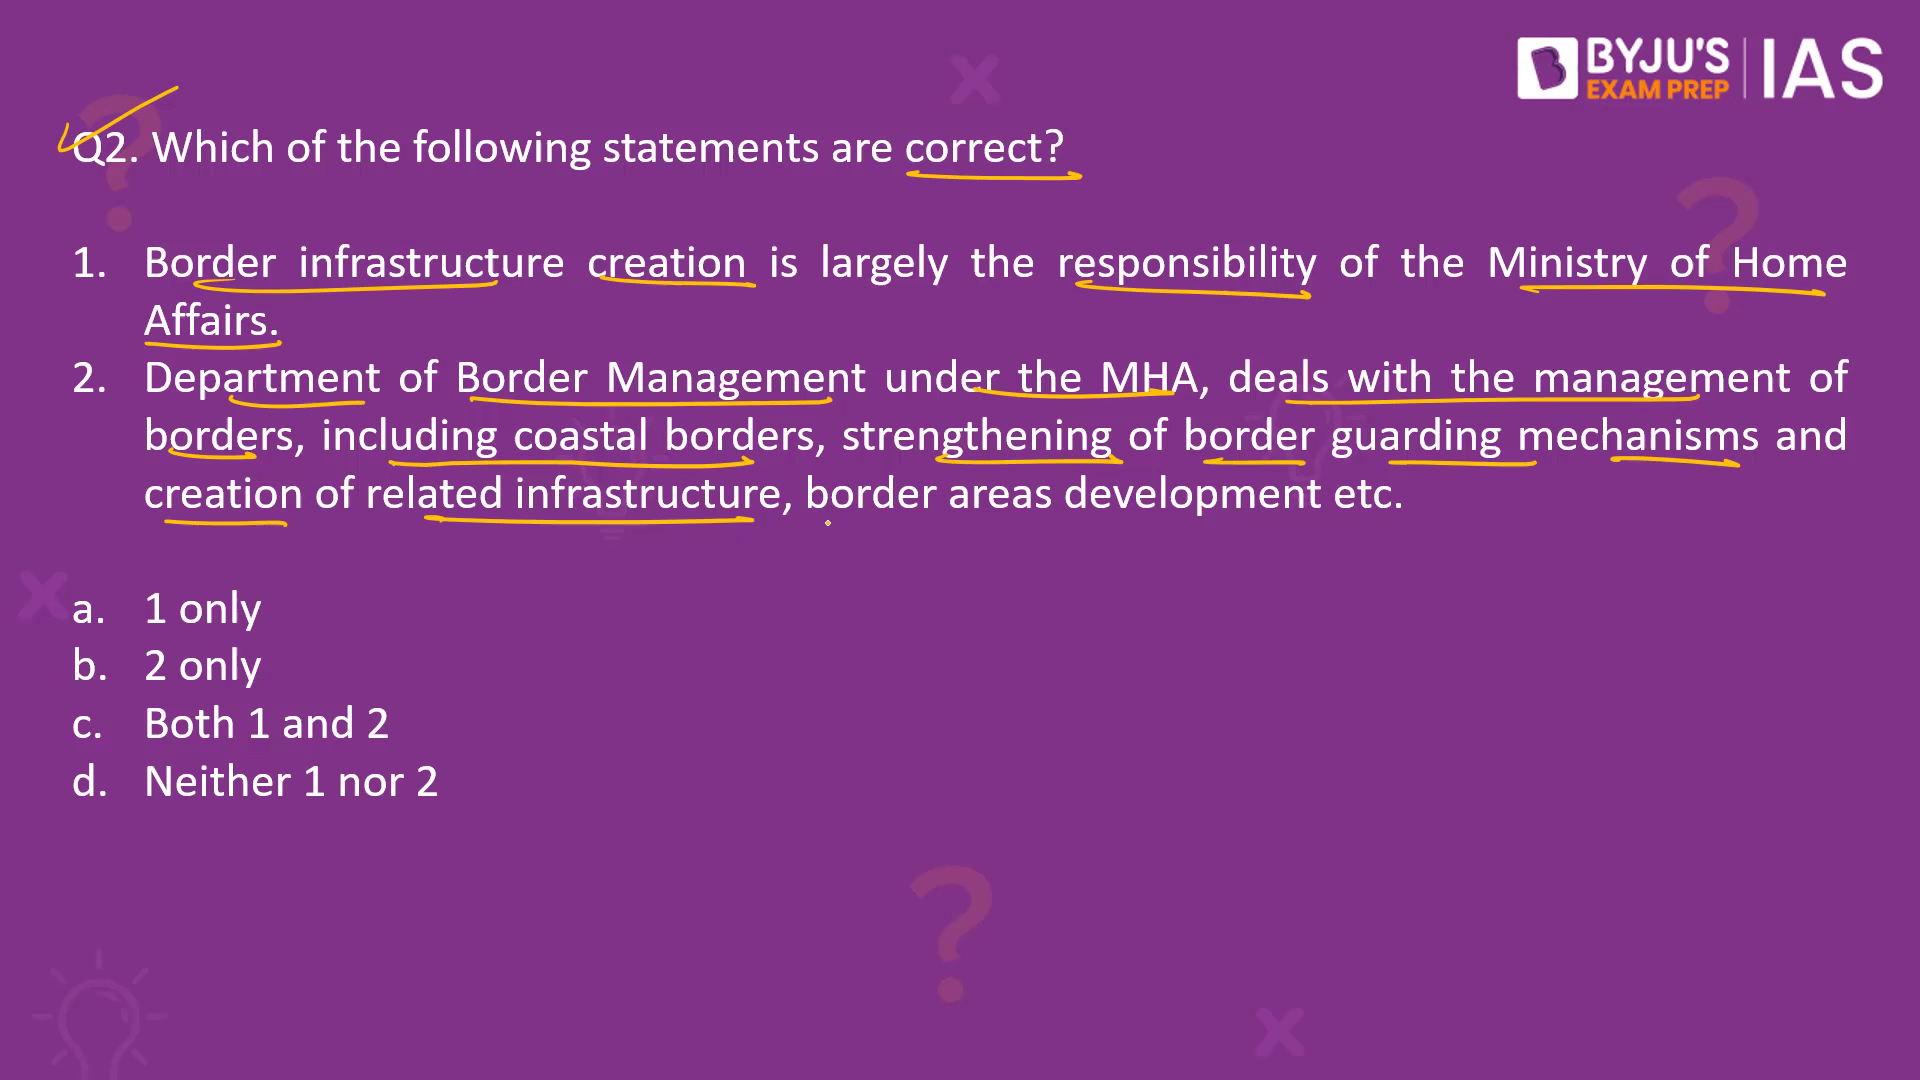 BYJU'S
EXAM PREP
IAS
Q2. Which of the following statements are correct?
1. Border infrastructure creation is largely the responsibility of the Ministry of Home
Affairs.
2. Department of Border Management under the MHA, deals with the management of
borders, including coastal borders, strengthening of border guarding mechanisms and
creation of related infrastructure, border areas development etc.
a. 1 only
b. 2 only
c. Both 1 and 2
d. Neither 1 nor 2